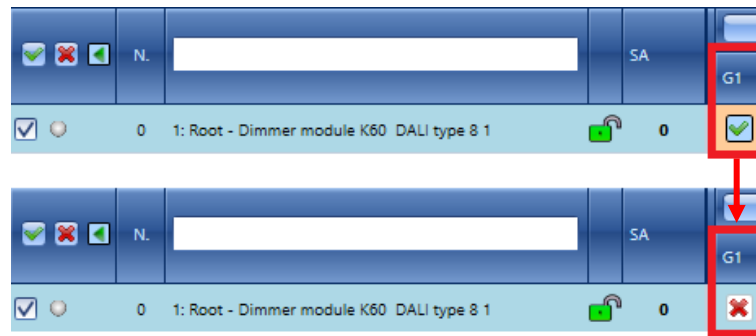 N. SA
G1
0 1: Root - Dimmer module K60 DALI type 8 1 0
N. SA
G1
0 1: Root - Dimmer module K60 DALI type 8 1 0